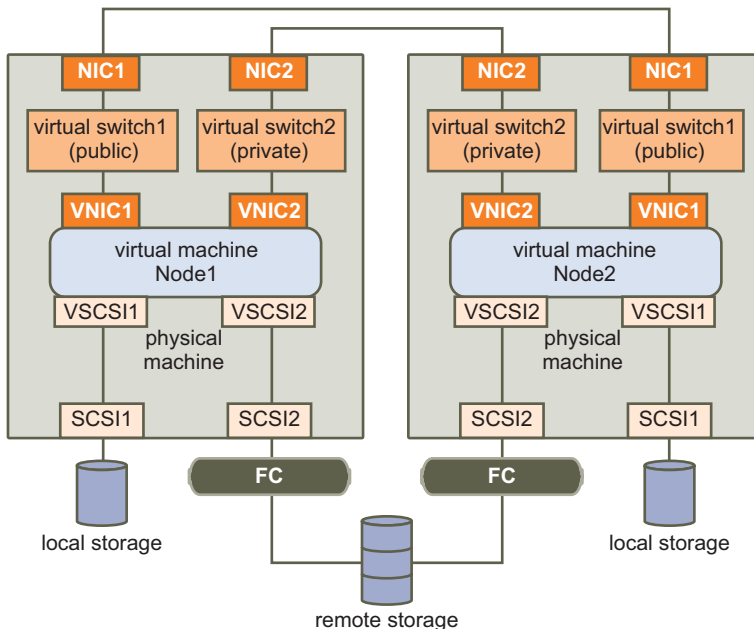 NIC1
NIC2
NIC2
NIC1
virtual switch1
(public)
virtual switch2
(private)
virtual switch2
(private)
virtual switch1
(public)
VNIC1
VNIC2
VNIC2
VNIC1
virtual machine
Node1
virtual machine
Node2
VSCSI1
VSCSI2
VSCSI2
VSCSI1
physical
machine
physical
machine
SCSI1
SCSI2
SCSI2
SCSI1
FC
FC
local storage
local storage
remote storage